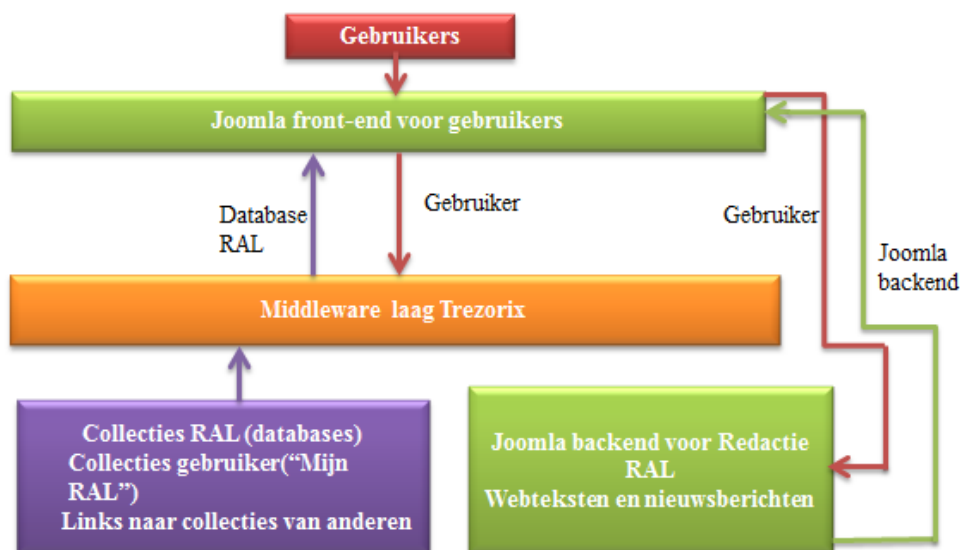 Gebruikers
Joomla front-end voor gebruikers
Database
RAL
Gebruiker
Gebruiker
Joomla
backend
Middleware laag Trezorix
Collecties RAL (databases)
Collecties gebruiker(“Mijn
RAL”)
Links naar collecties van anderen
Joomla backend voor Redactie
RAL
Webteksten en nieuwsberichten